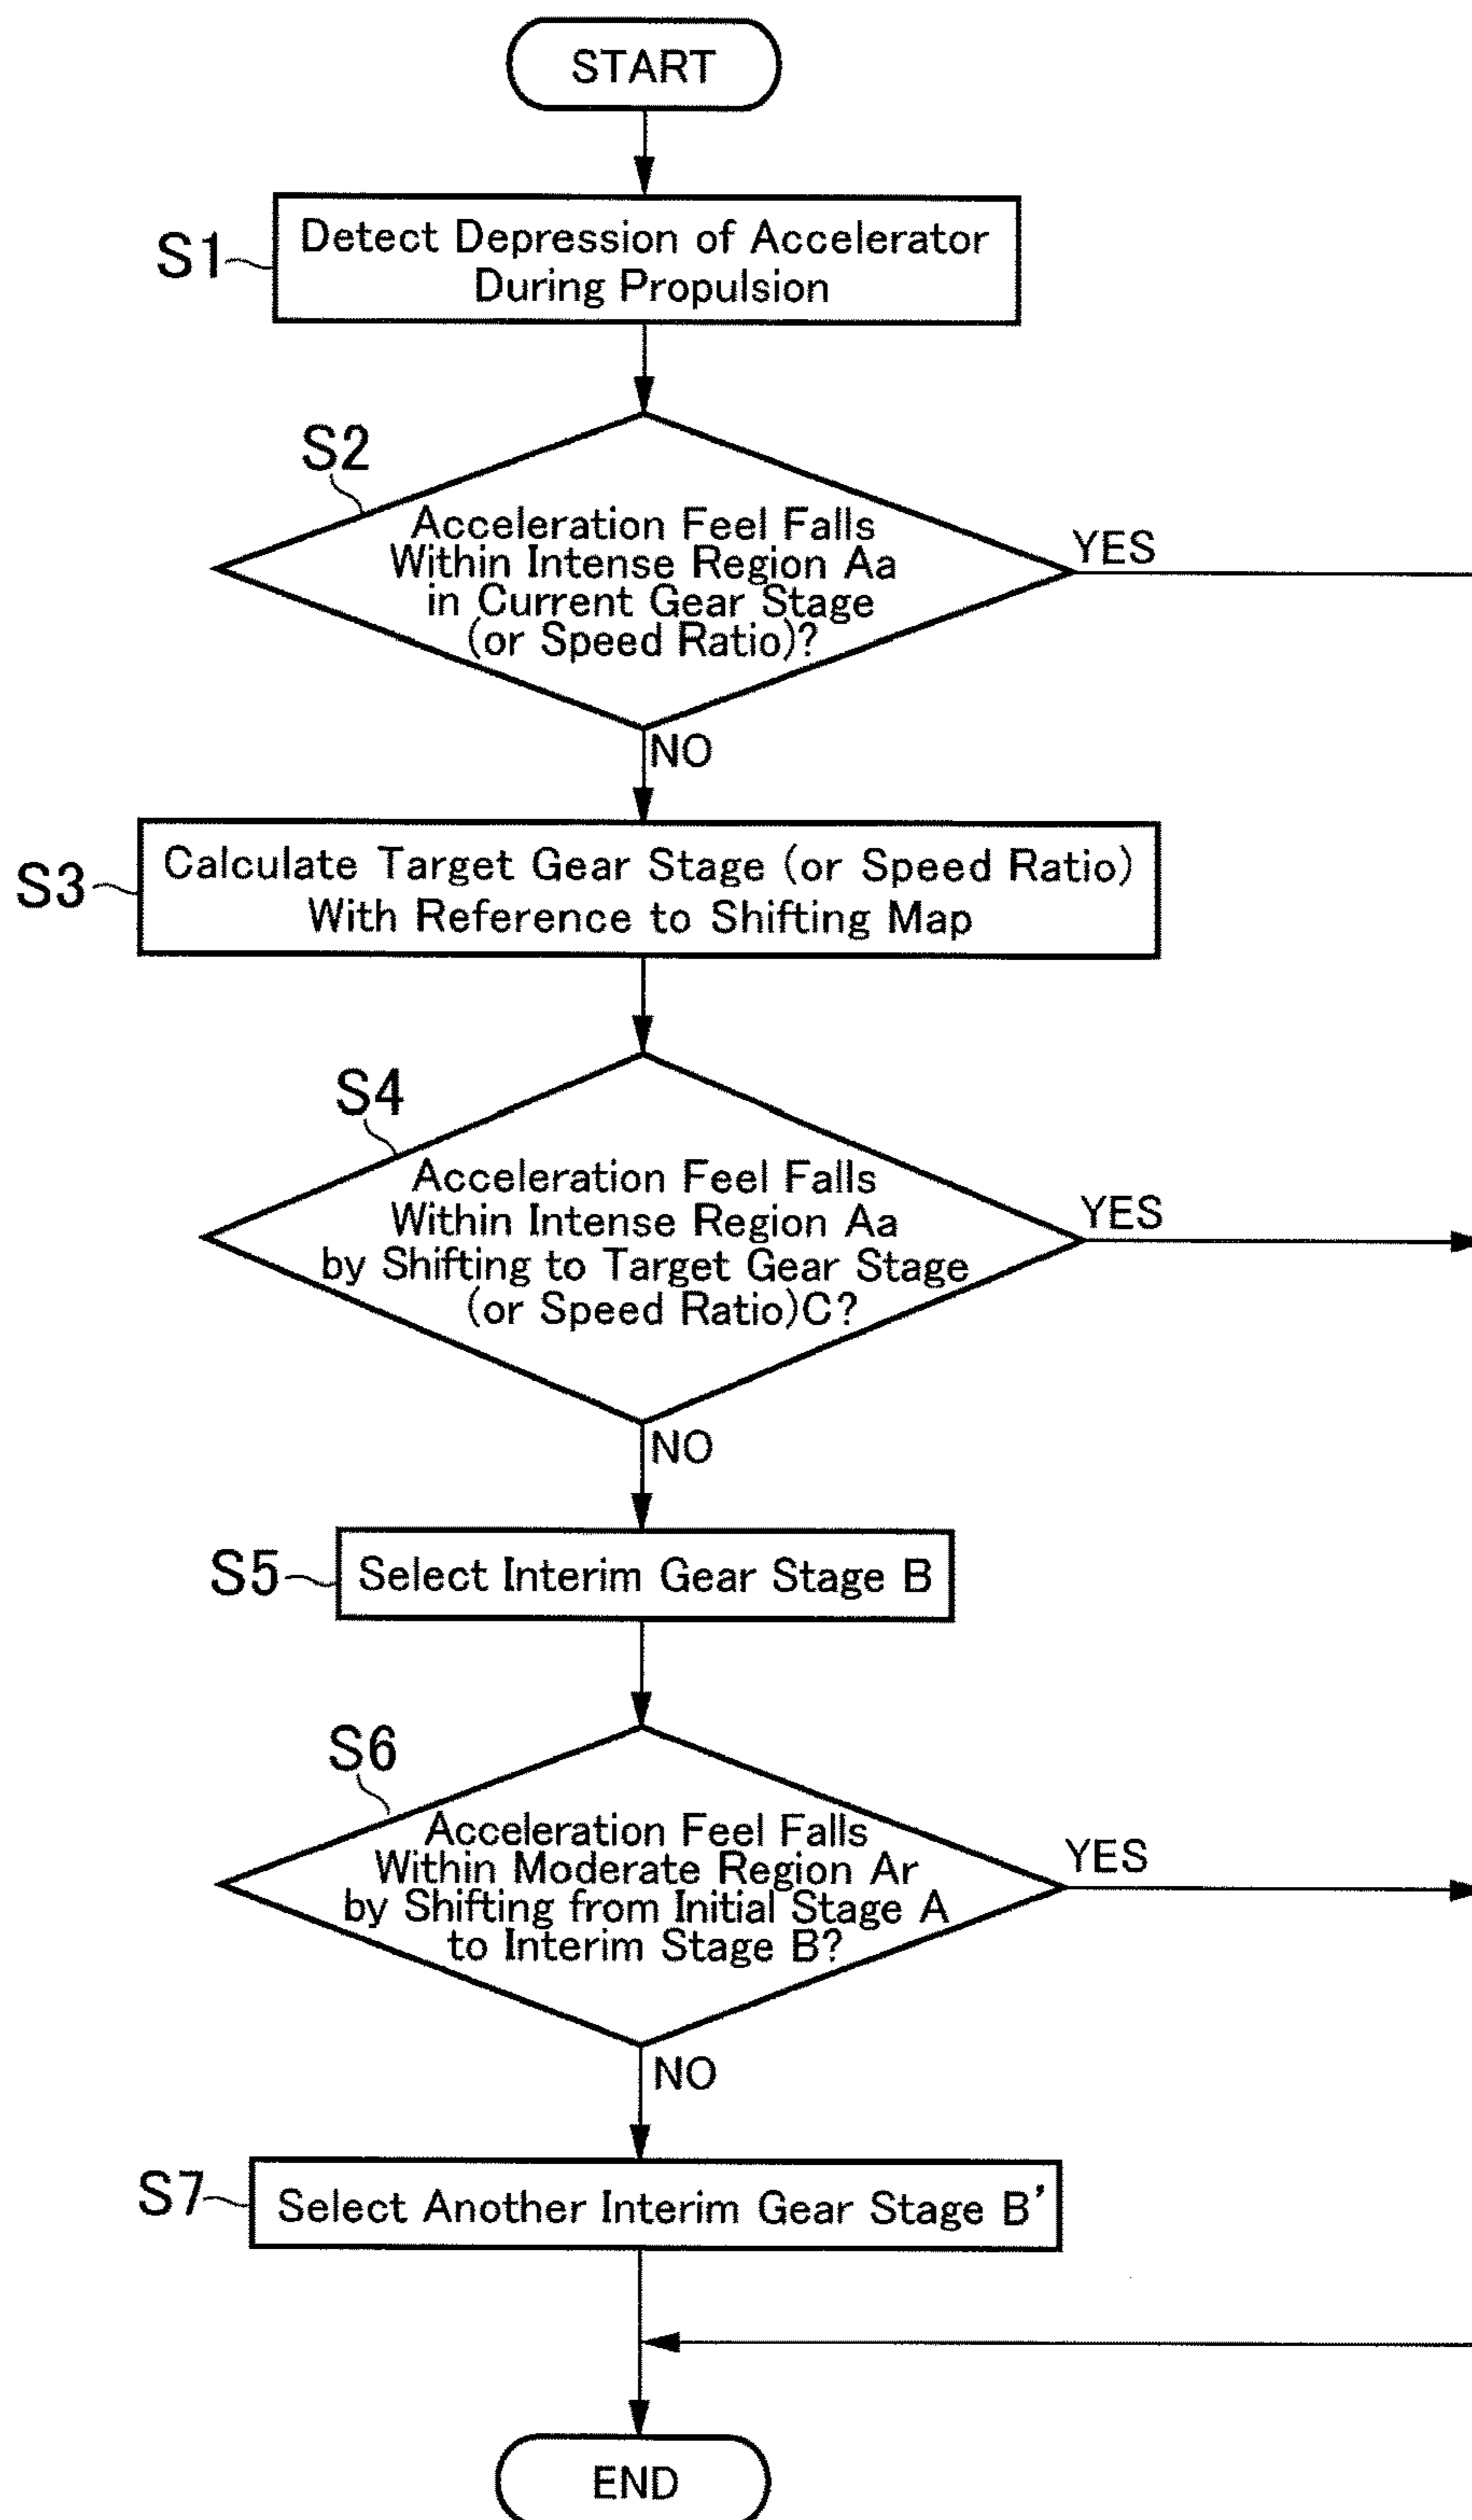 START
S1
Detect Depression of Accelerator
During Propulsion
S2
Acceleration Feel Falls
Within Intense Region Aa
in Current Gear Stage
(or Speed Ratio)?
YES
NO
S3
Calculate Target Gear Stage (or Speed Ratio)
With Reference to Shifting Map
S4
Acceleration Feel Falls
Within Intense Region Aa
by Shifting to Target Gear Stage
(or Speed Ratio)C?
YES
NO
S5
Select Interim Gear Stage B
S6
Acceleration Feel Falls
Within Moderate Region Ar
by Shifting from Initial Stage A
to Interim Stage B?
YES
NO
S7
Select Another Interim Gear Stage B'
END